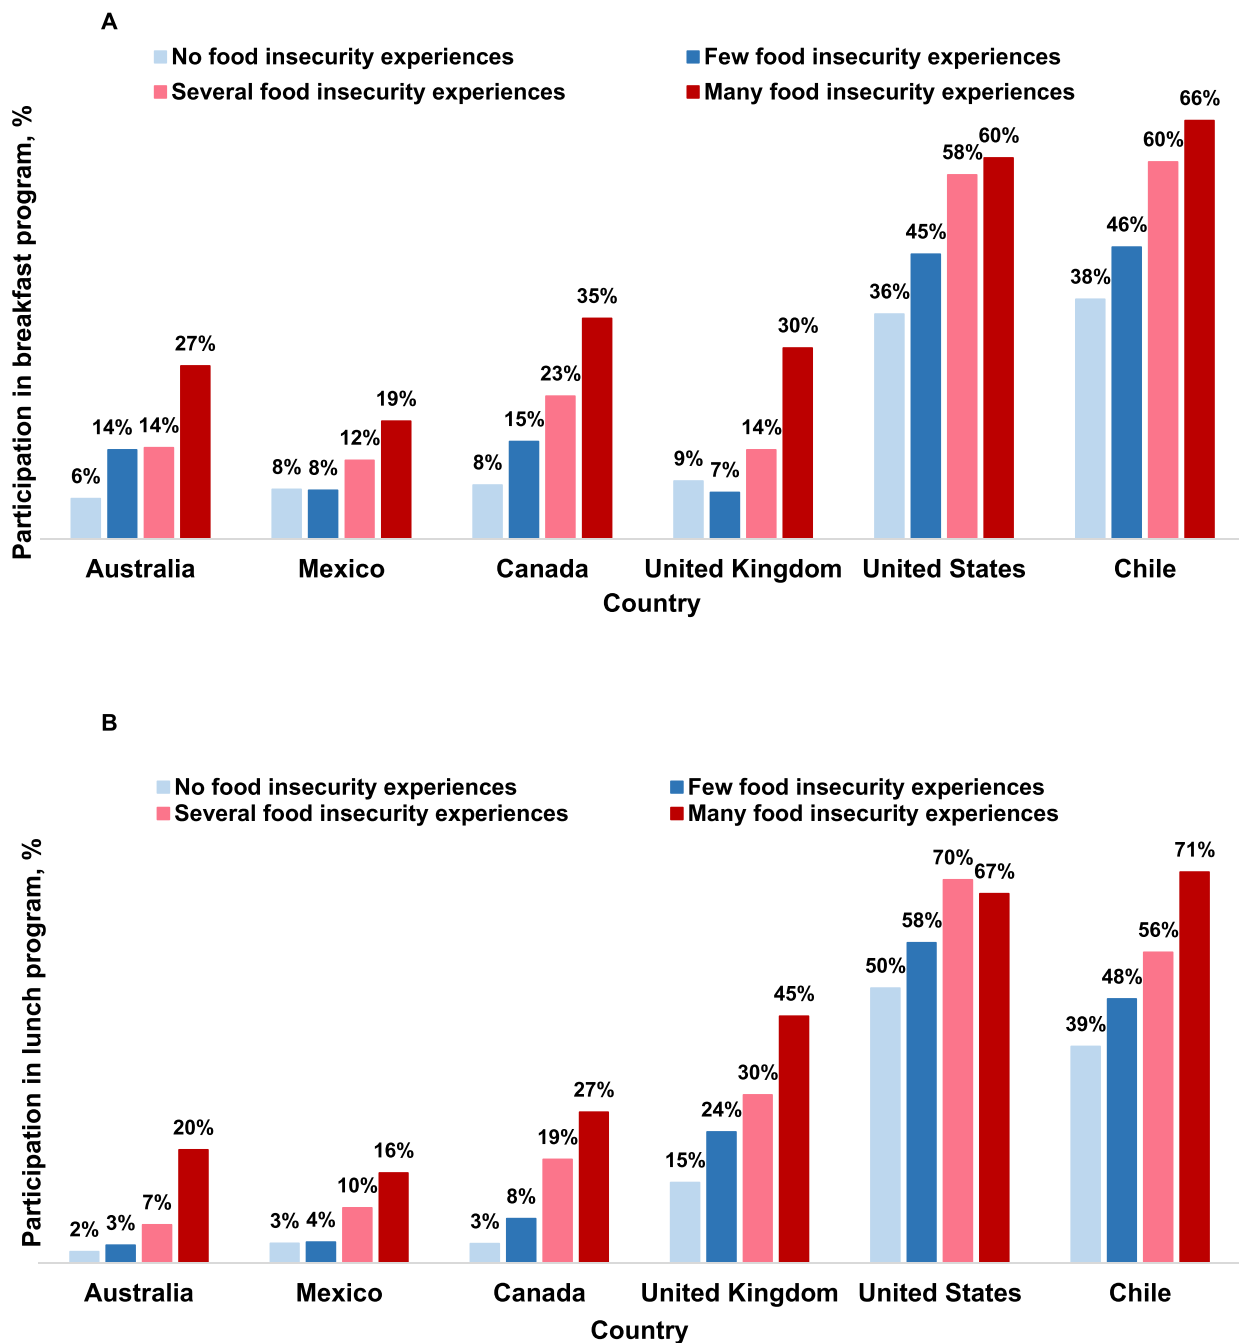 A
No food insecurity experiences Few food insecurity experiences
Several food insecurity experiences Many food insecurity experiences
Participation in breakfast program, %
6% 14% 14% 27%
8% 8% 12% 19%
8% 15% 23% 35%
9% 7% 14% 30%
36% 45% 58% 60%
38% 46% 60% 66%
Australia Mexico Canada United Kingdom United States Chile
Country
B
No food insecurity experiences Few food insecurity experiences
Several food insecurity experiences Many food insecurity experiences
Participation in lunch program, %
2% 3% 7% 20%
3% 4% 10% 16%
3% 8% 19% 27%
15% 24% 30% 45%
50% 58% 70% 67%
39% 48% 56% 71%
Australia Mexico Canada United Kingdom United States Chile
Country